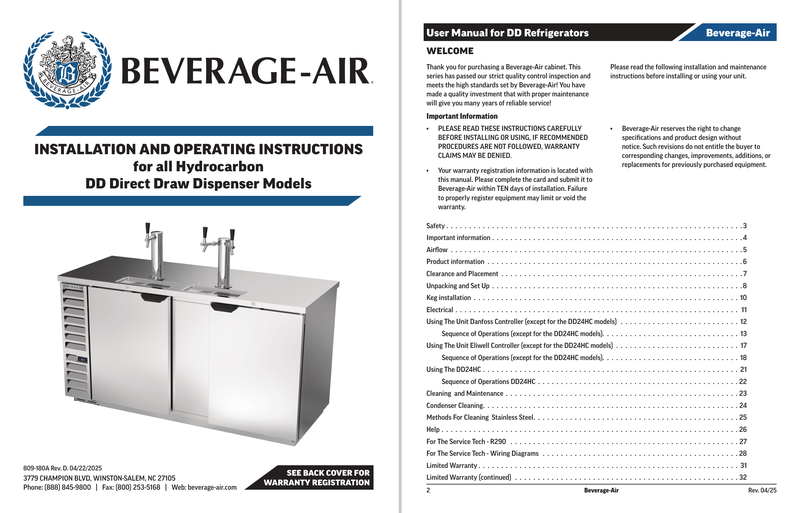 BEVERAGE-AIR
B
BEVERAGE-AIR.
INSTALLATION AND OPERATING INSTRUCTIONS
for all Hydrocarbon
DD Direct Draw Dispenser Models
809-180A Rev. D. 04/22/2025
3779 CHAMPION BLVD, WINSTON-SALEM, NC 27105
Phone: (888) 845-9800 | Fax: (800) 253-5168 | Web: beverage-air.com
SEE BACK COVER FOR
WARRANTY REGISTRATION
User Manual for DD Refrigerators
Beverage-Air
WELCOME
Thank you for purchasing a Beverage-Air cabinet. This
series has passed our strict quality control inspection and
meets the high standards set by Beverage-Air! You have
made a quality investment that with proper maintenance
will give you many years of reliable service!
Please read the following installation and maintenance
instructions before installing or using your unit.
Important Information
• PLEASE READ THESE INSTRUCTIONS CAREFULLY
BEFORE INSTALLING OR USING, IF RECOMMENDED
PROCEDURES ARE NOT FOLLOWED, WARRANTY
CLAIMS MAY BE DENIED.
• Your warranty registration information is located with
this manual. Please complete the card and submit it to
Beverage-Air within TEN days of installation. Failure
to properly register equipment may limit or void the
warranty.
• Beverage-Air reserves the right to change
specifications and product design without
notice. Such revisions do not entitle the buyer to
corresponding changes, improvements, additions, or
replacements for previously purchased equipment.
Safety . . . 3
Important information . . . 4
Airflow . . . 5
Product information . . . 6
Clearance and Placement . . . 7
Unpacking and Set Up . . . 8
Keg installation . . . 10
Electrical . . . 11
Using The Unit Danfoss Controller (except for the DD24HC models) . . . 12
Sequence of Operations (except for the DD24HC models). . . . 13
Using The Unit Eliwell Controller (except for the DD24HC models) . . . 17
Sequence of Operations (except for the DD24HC models). . . . 18
Using The DD24HC . . . 21
Sequence of Operations DD24HC . . . 22
Cleaning and Maintenance . . . 23
Condenser Cleaning. . . . 24
Methods For Cleaning Stainless Steel. . . . 25
Help . . . 26
For The Service Tech - R290 . . . 27
For The Service Tech - Wiring Diagrams . . . 28
Limited Warranty . . . 31
Limited Warranty (continued) . . . 32
2
Beverage-Air
Rev. 04/25